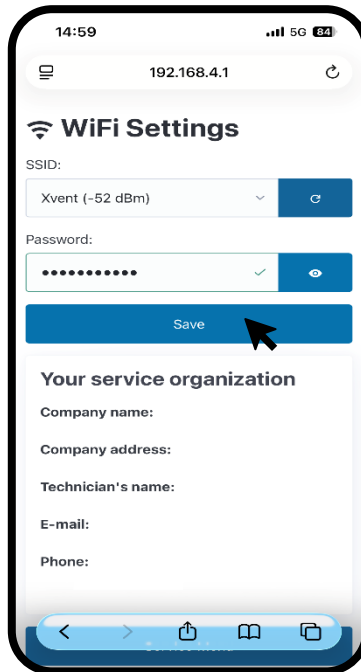 14:59
5G 84
192.168.4.1
WiFi Settings
SSID:
Xvent (-52 dBm)
Password:
•••••••••••
Save
Your service organization
Company name:
Company address:
Technician's name:
E-mail:
Phone: